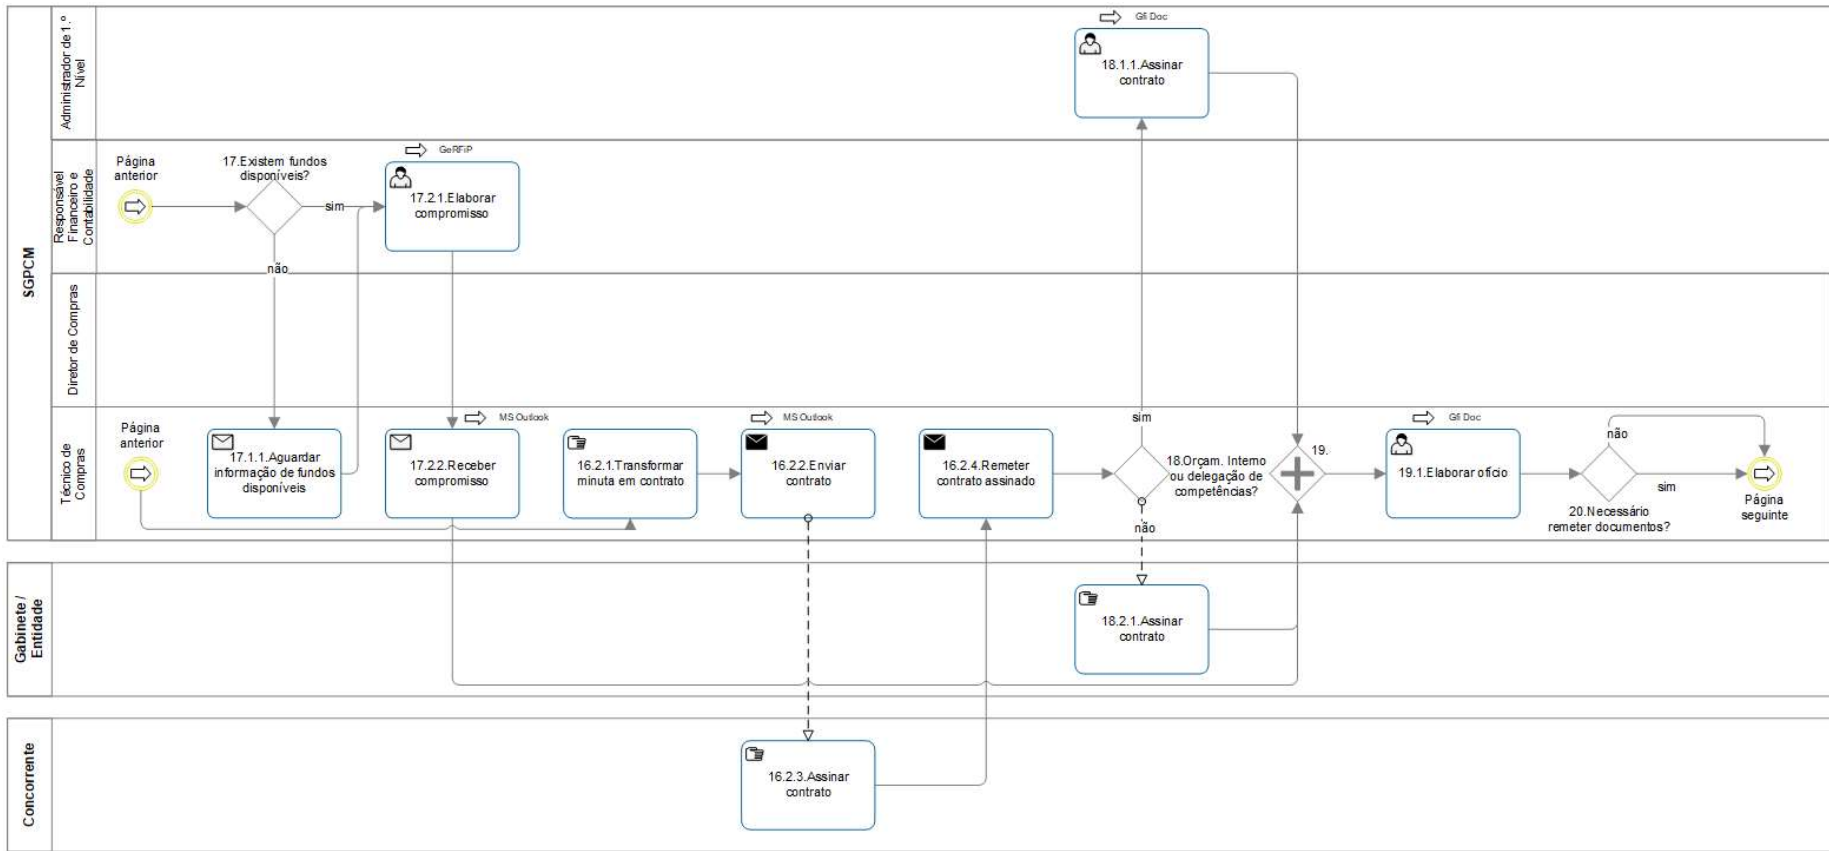 SGPCM
Administrador de 1.º
Nível
Gfi Doc
18.1.1.Assinar
contrato
Responsável
Financeiro e
Contabilidade
Página
anterior
17.Existem fundos
disponíveis?
sim
não
GeRFiP
17.2.1.Elaborar
compromisso
Diretor de Compras
Técnico de
Compras
Página
anterior
17.1.1.Aguardar
informação de fundos
disponíveis
MS Outlook
17.2.2.Receber
compromisso
16.2.1.Transformar
minuta em contrato
MS Outlook
16.2.2.Enviar
contrato
16.2.4.Remeter
contrato assinado
sim
18.Orçam. Interno
ou delegação de
competências?
não
19.
Gfi Doc
19.1.Elaborar ofício
não
sim
20.Necessário
remeter documentos?
Página
seguinte
Gabinete /
Entidade
18.2.1.Assinar
contrato
Concorrente
16.2.3.Assinar
contrato